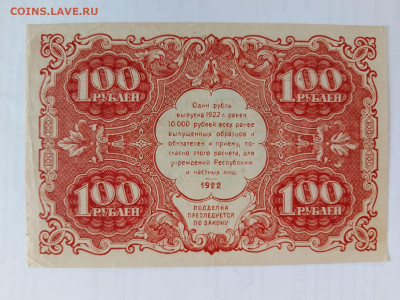 COINS.LAVE.RU
100 100
РУБЛЕЙ РУБЛЕЙ
Один рубль
выпуска 1922 г. равен
10.000 рублей всех ранее
выпущенных образцов и
обязателен к приему, со-
гласно этого расчета, для
учреждений Республики
и частных лиц.
1922
100 100
РУБЛЕЙ РУБЛЕЙ
ПОДДЕЛКА
ПРЕСЛЕДУЕТСЯ
ПО ЗАКОНУ